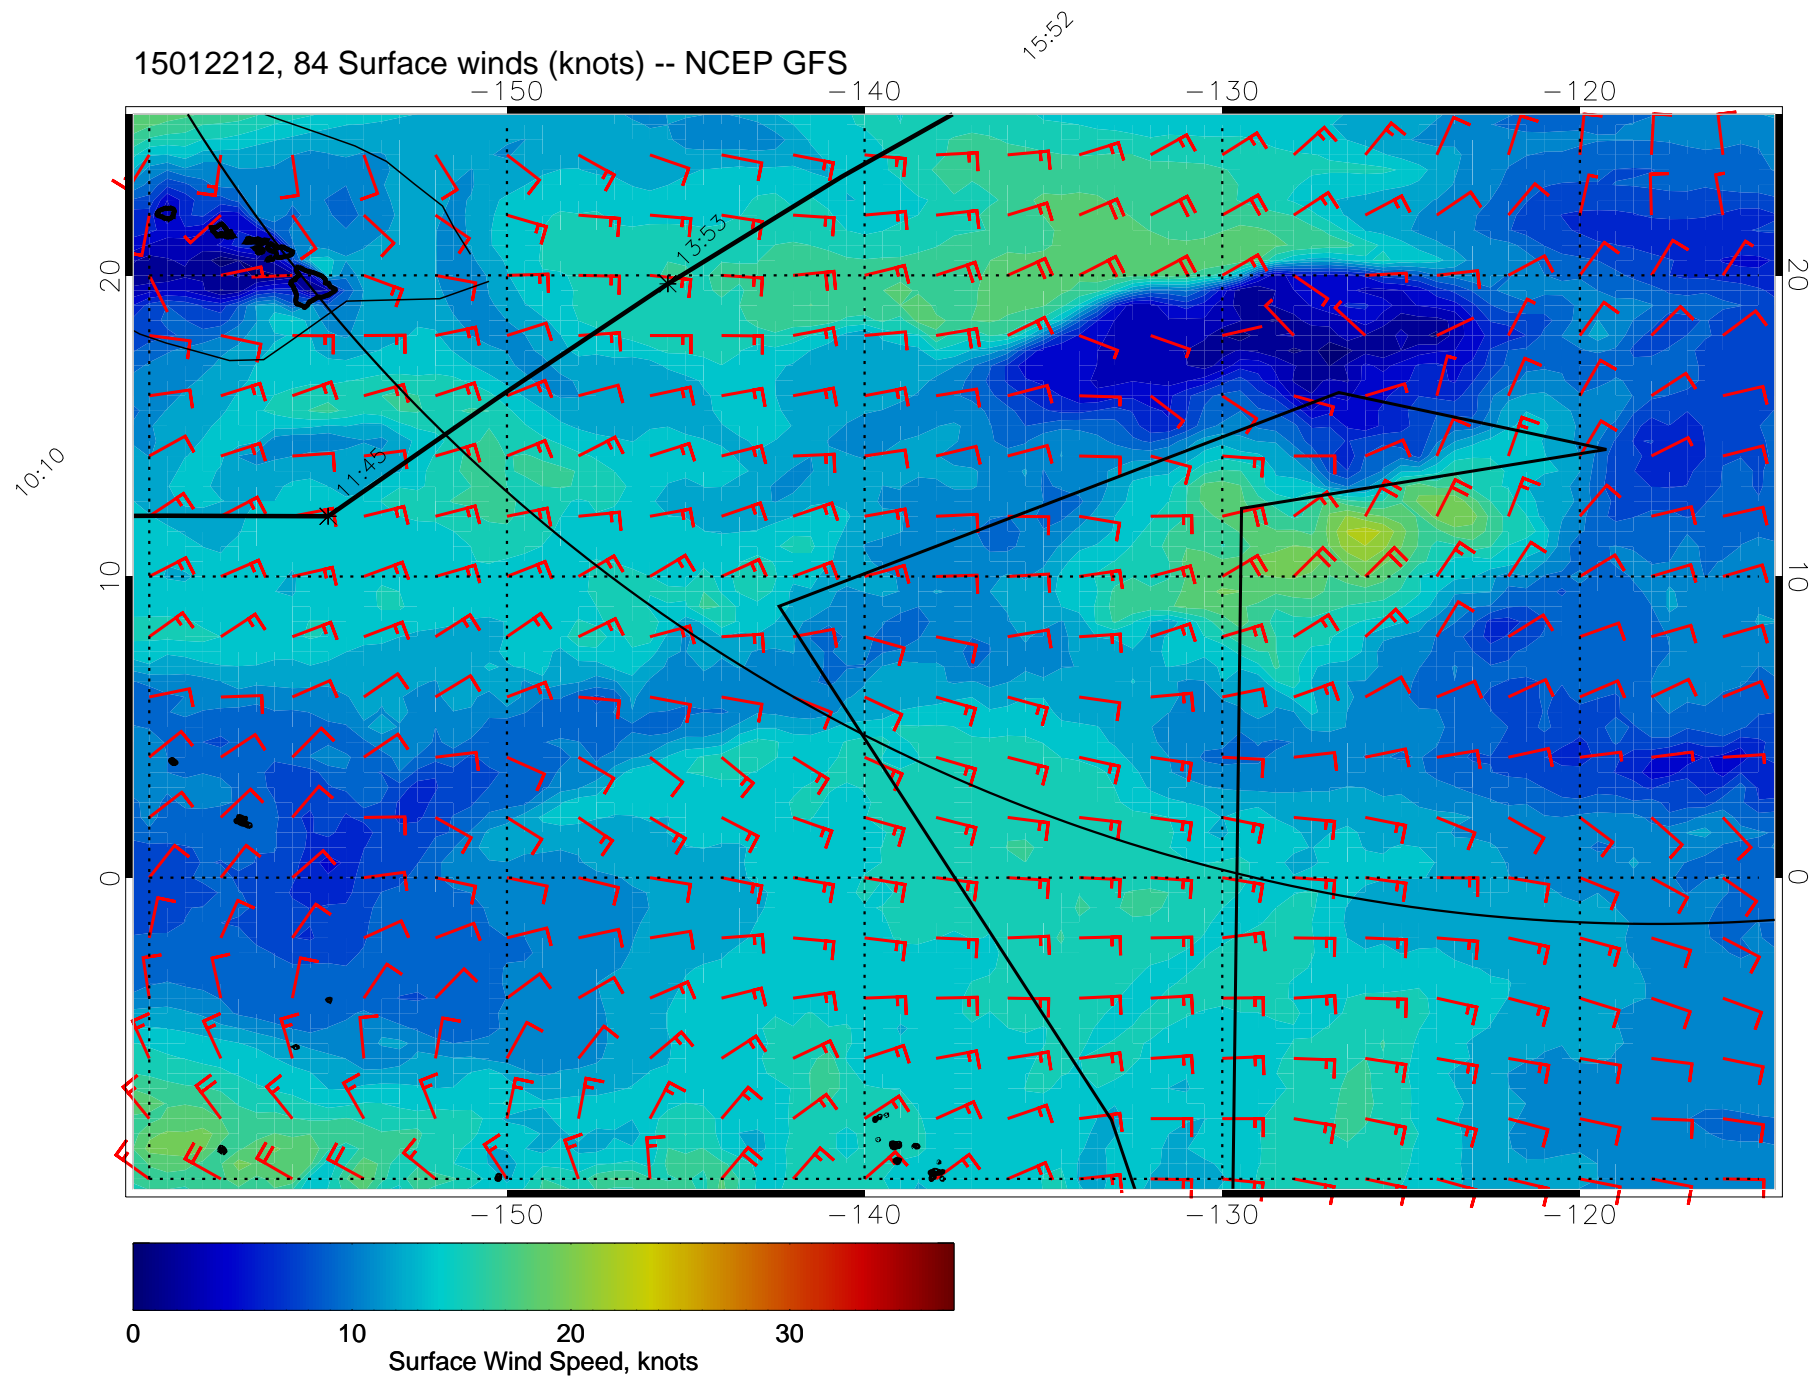 15:52
15012212, 84 Surface winds (knots) -- NCEP GFS
-150 -140 -130 -120
13:53
20 20
10:10
11:45
10 10
0 0
-150 -140 -130 -120
0 10 20 30
Surface Wind Speed, knots